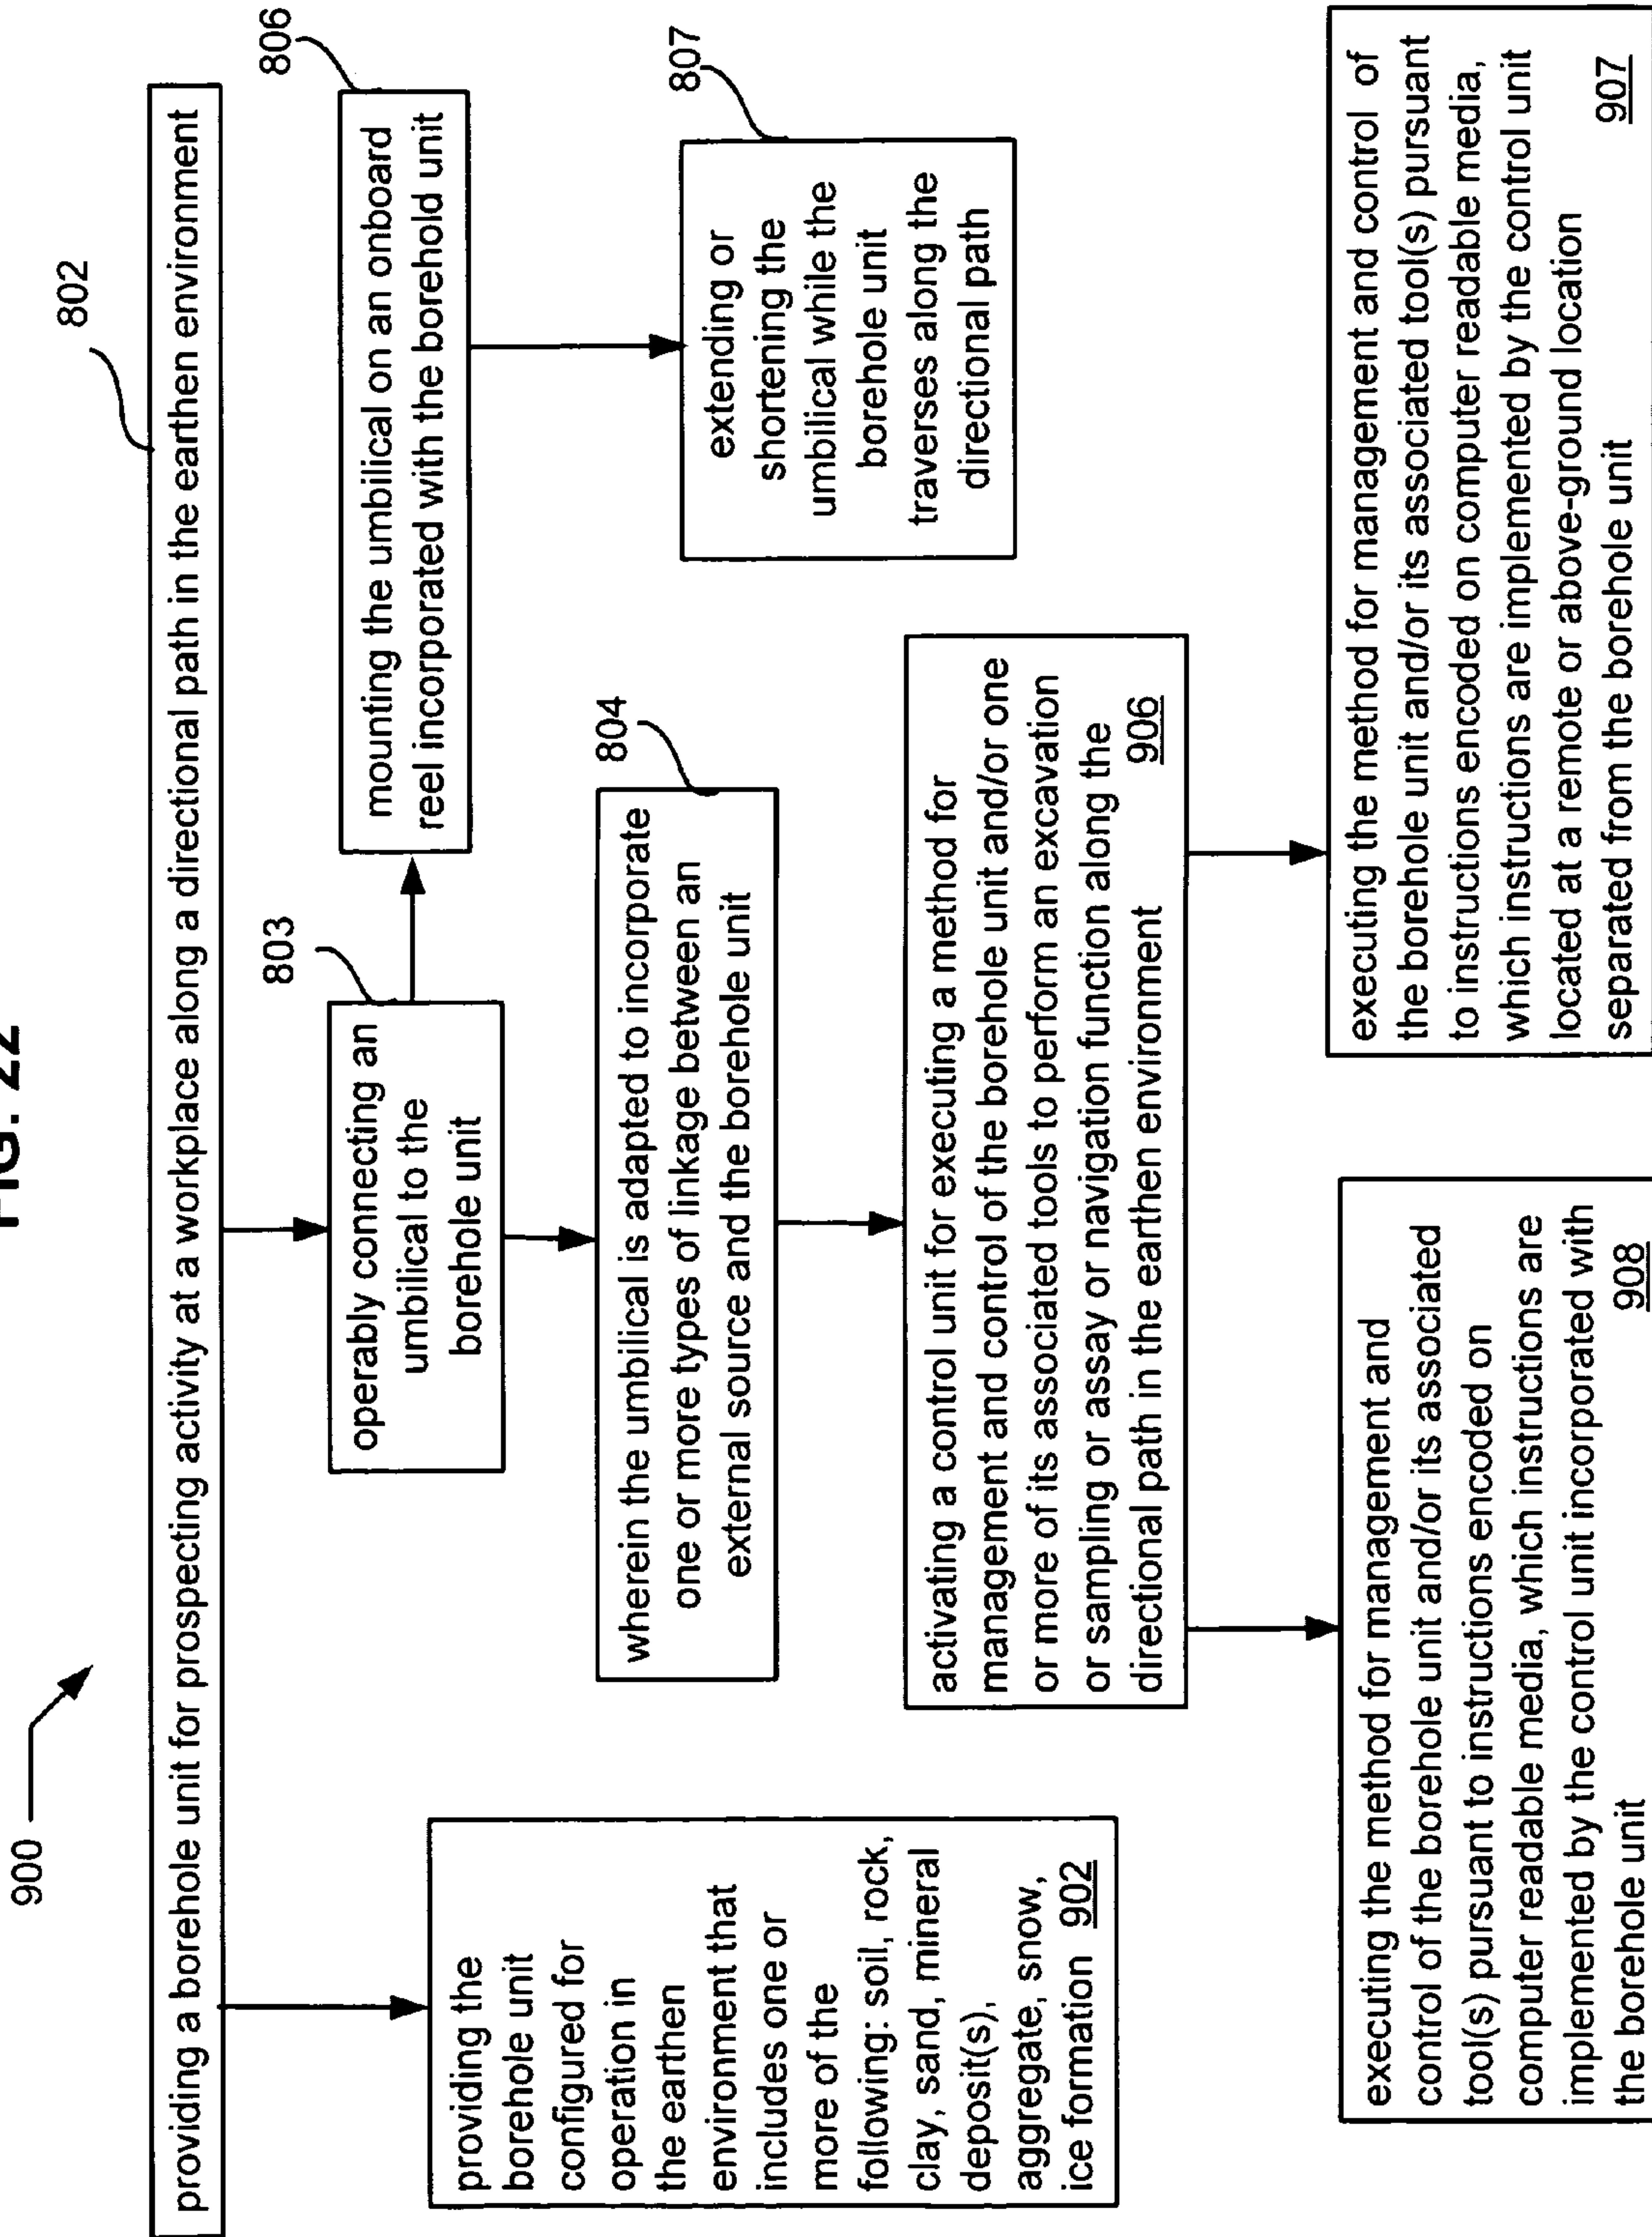 FIG. 22
900
802
providing a borehole unit for prospecting activity at a workplace along a directional path in the earthen environment
803
operably connecting an
umbilical to the
borehole unit
806
mounting the umbilical on an onboard
reel incorporated with the borehold unit
807
extending or
shortening the
umbilical while the
borehole unit
traverses along the
directional path
804
wherein the umbilical is adapted to incorporate
one or more types of linkage between an
external source and the borehole unit
providing the
borehole unit
configured for
operation in
the earthen
environment that
includes one or
more of the
following: soil, rock,
clay, sand, mineral
deposit(s),
aggregate, snow,
ice formation 902
activating a control unit for executing a method for
management and control of the borehole unit and/or one
or more of its associated tools to perform an excavation
or sampling or assay or navigation function along the
directional path in the earthen environment 906
executing the method for management and
control of the borehole unit and/or its associated
tool(s) pursuant to instructions encoded on
computer readable media, which instructions are
implemented by the control unit incorporated with
the borehole unit 908
executing the method for management and control of
the borehole unit and/or its associated tool(s) pursuant
to instructions encoded on computer readable media,
which instructions are implemented by the control unit
located at a remote or above-ground location
separated from the borehole unit 907